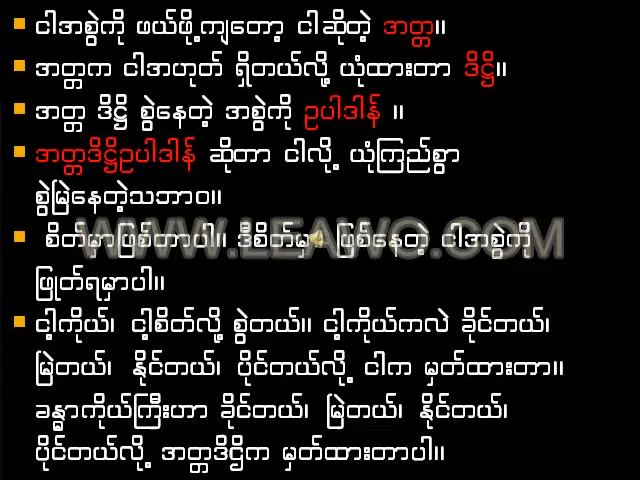 ငါအစွဲကို ဖယ်ဖို့ကျတော့ ငါဆိုတဲ့ အတ္တ။
အတ္တက ငါအဟုတ် ရှိတယ်လို့ ယုံထားတာ ဒိဋ္ဌိ။
အတ္တ ဒိဋ္ဌိ စွဲနေတဲ့ အစွဲကို ဥပါဒါန် ။
အတ္တဒိဋ္ဌိဥပါဒါန် ဆိုတာ ငါလို့ ယုံကြည်စွာ
စွဲမြဲနေတဲ့သဘာဝ။
စိတ်မှာဖြစ်တာပါ။ ဒီစိတ်မှာ ဖြစ်နေတဲ့ ငါအစွဲကို
WWW.LEAWO.COM
ဖြုတ်ရမှာပါ။
ငါ့ကိုယ်၊ ငါ့စိတ်လို့ စွဲတယ်။ ငါ့ကိုယ်ကလဲ ခိုင်တယ်၊
မြဲတယ်၊ နိုင်တယ်၊ ပိုင်တယ်လို့ ငါက မှတ်ထားတာ။
ခန္ဓာကိုယ်ကြီးဟာ ခိုင်တယ်၊ မြဲတယ်၊ နိုင်တယ်၊
ပိုင်တယ်လို့ အတ္တဒိဋ္ဌိက မှတ်ထားတာပါ။